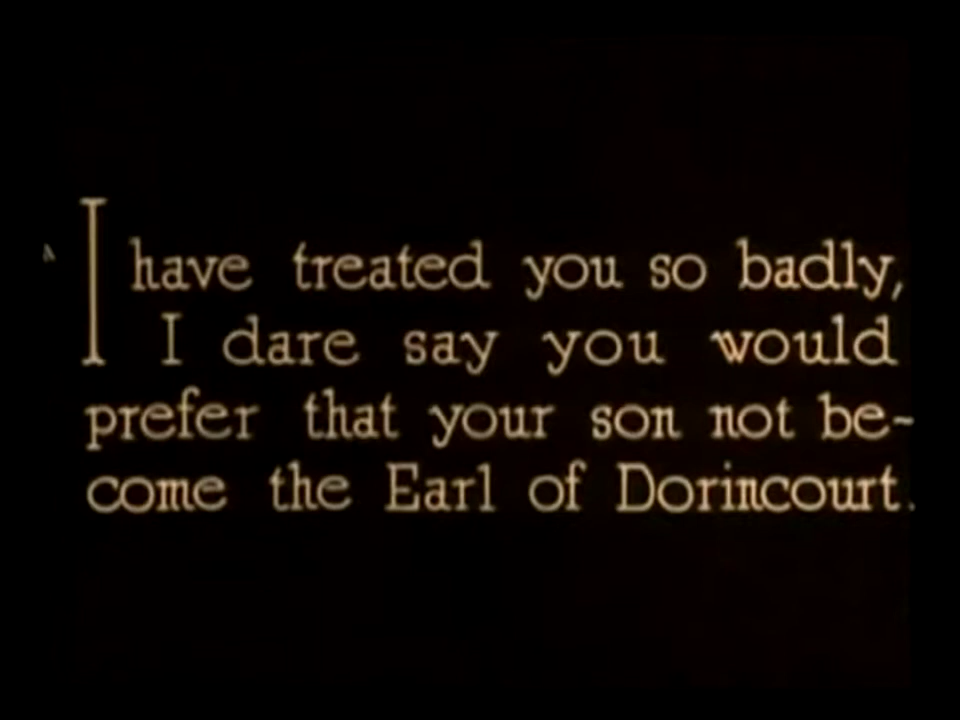 I have treated you so badly,
I dare say you would
prefer that your son not be-
come the Earl of Dorincourt.